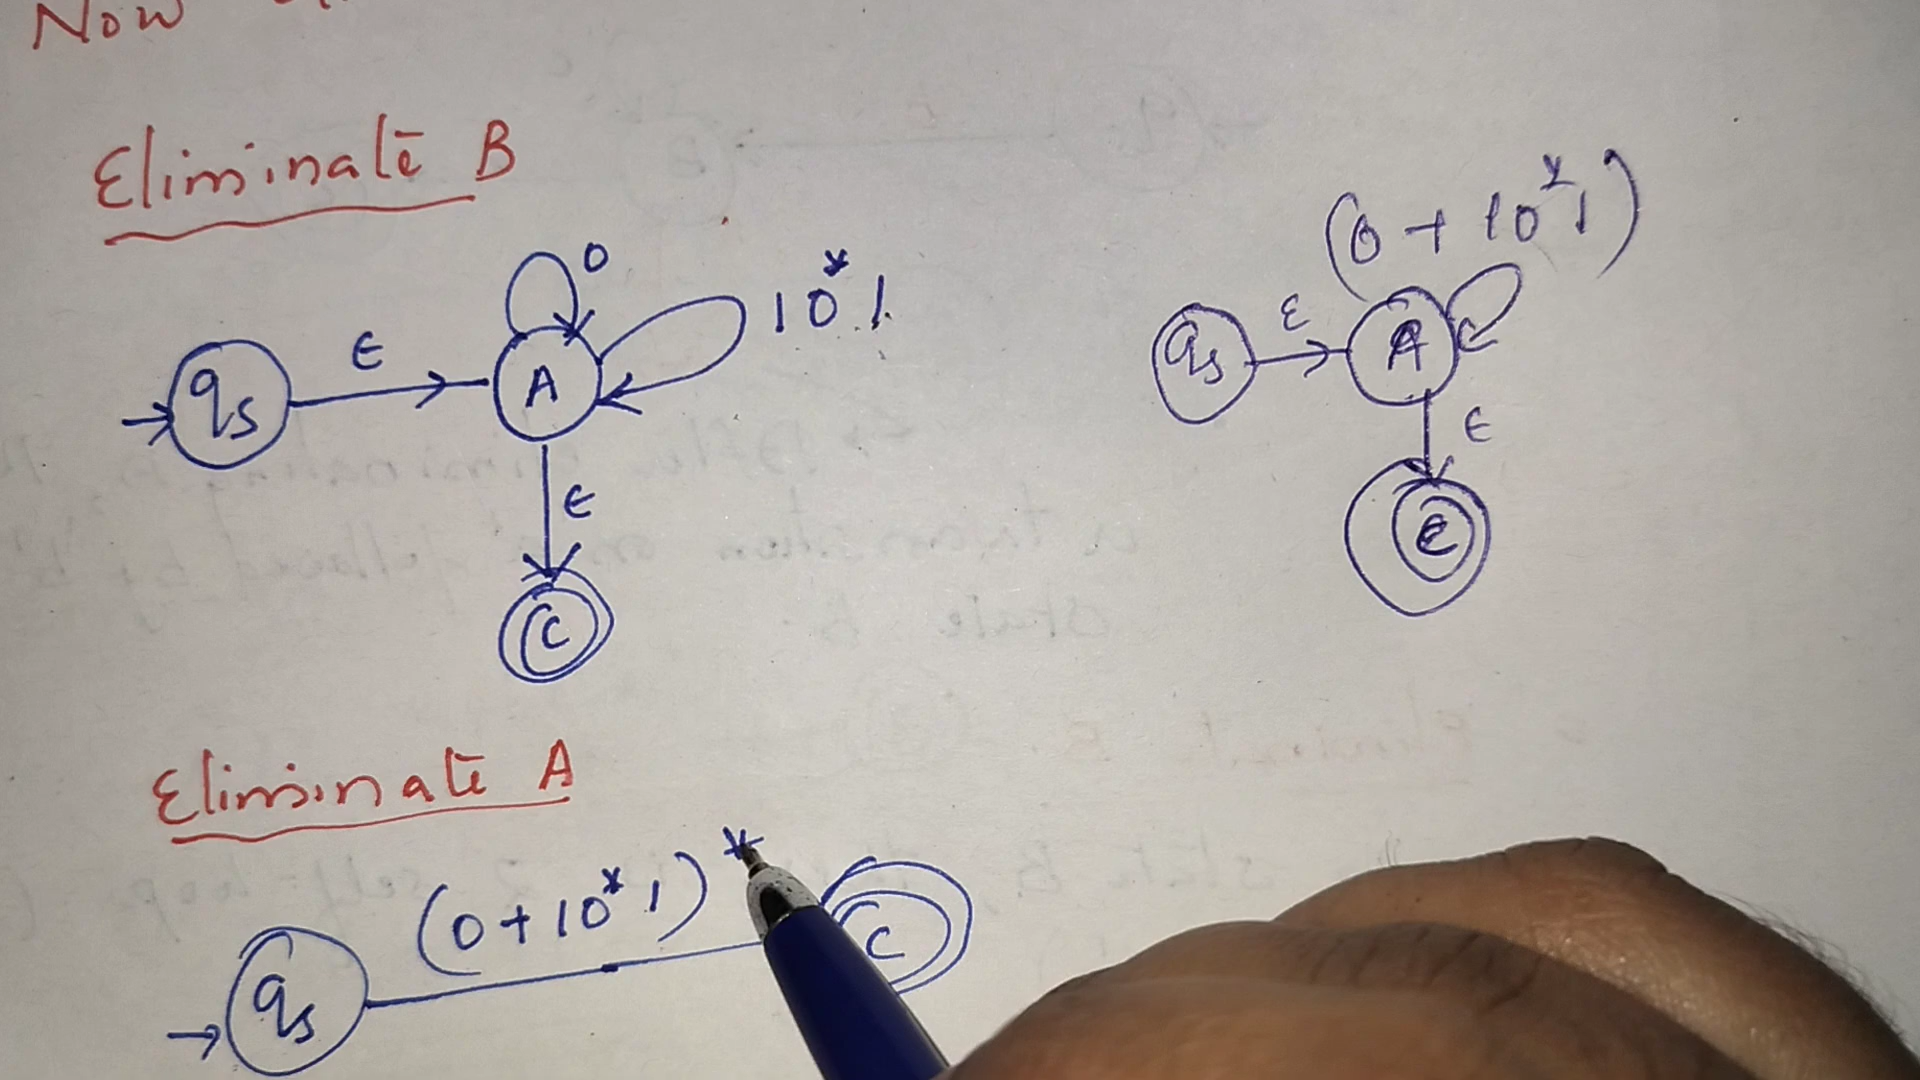 Now
Eliminate B
0
10*1
ε
qs
A
ε
C
(0 + 10*1)
ε
qs
A
ε
C
Eliminate A
(0 + 10*1)*
qs
C